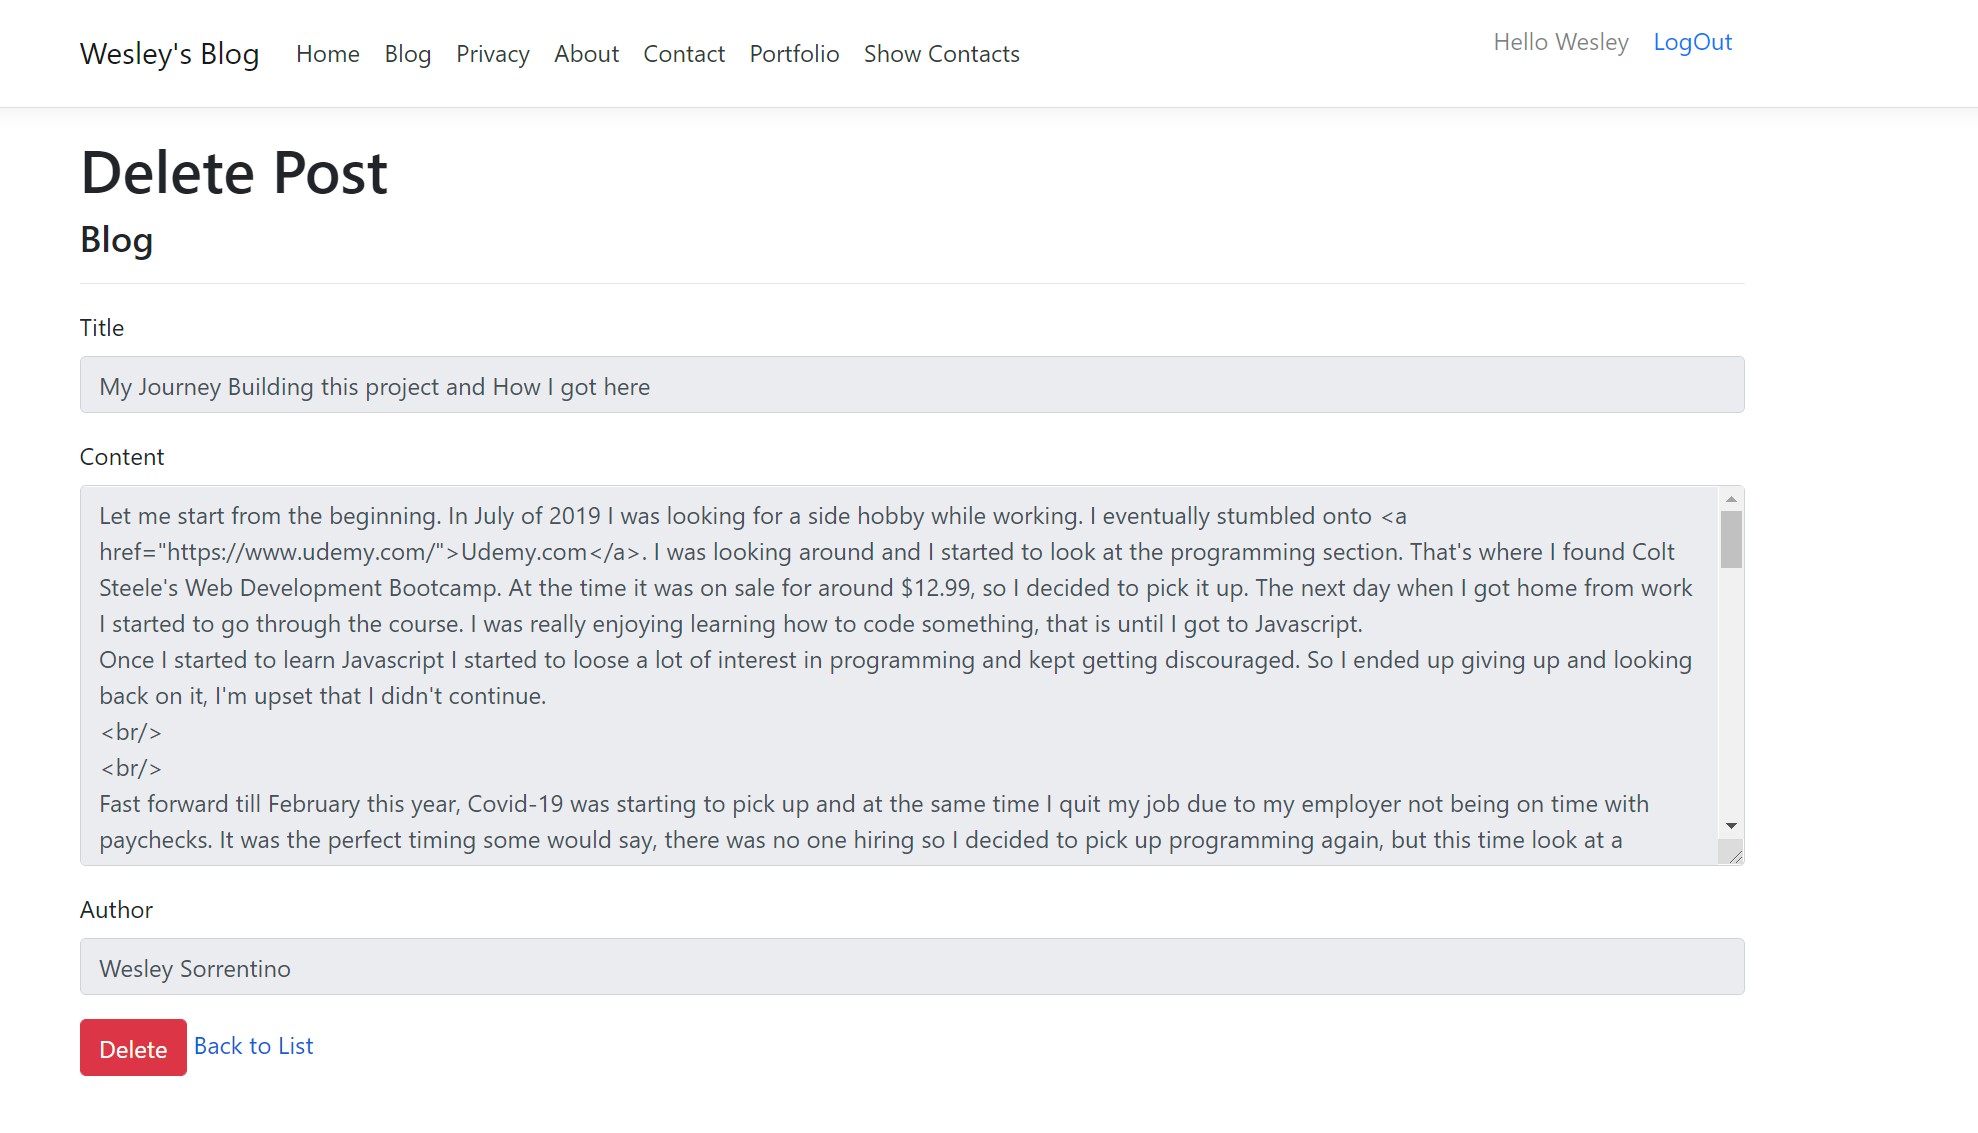 Wesley's Blog Home Blog Privacy About Contact Portfolio Show Contacts Hello Wesley LogOut
Delete Post
Blog
Title
My Journey Building this project and How I got here
Content
Let me start from the beginning. In July of 2019 I was looking for a side hobby while working. I eventually stumbled onto <a
href="https://www.udemy.com/">Udemy.com</a>. I was looking around and I started to look at the programming section. That's where I found Colt
Steele's Web Development Bootcamp. At the time it was on sale for around $12.99, so I decided to pick it up. The next day when I got home from work
I started to go through the course. I was really enjoying learning how to code something, that is until I got to Javascript.
Once I started to learn Javascript I started to loose a lot of interest in programming and kept getting discouraged. So I ended up giving up and looking
back on it, I'm upset that I didn't continue.
<br/>
<br/>
Fast forward till February this year, Covid-19 was starting to pick up and at the same time I quit my job due to my employer not being on time with
paychecks. It was the perfect timing some would say, there was no one hiring so I decided to pick up programming again, but this time look at a
Author
Wesley Sorrentino
Delete Back to List